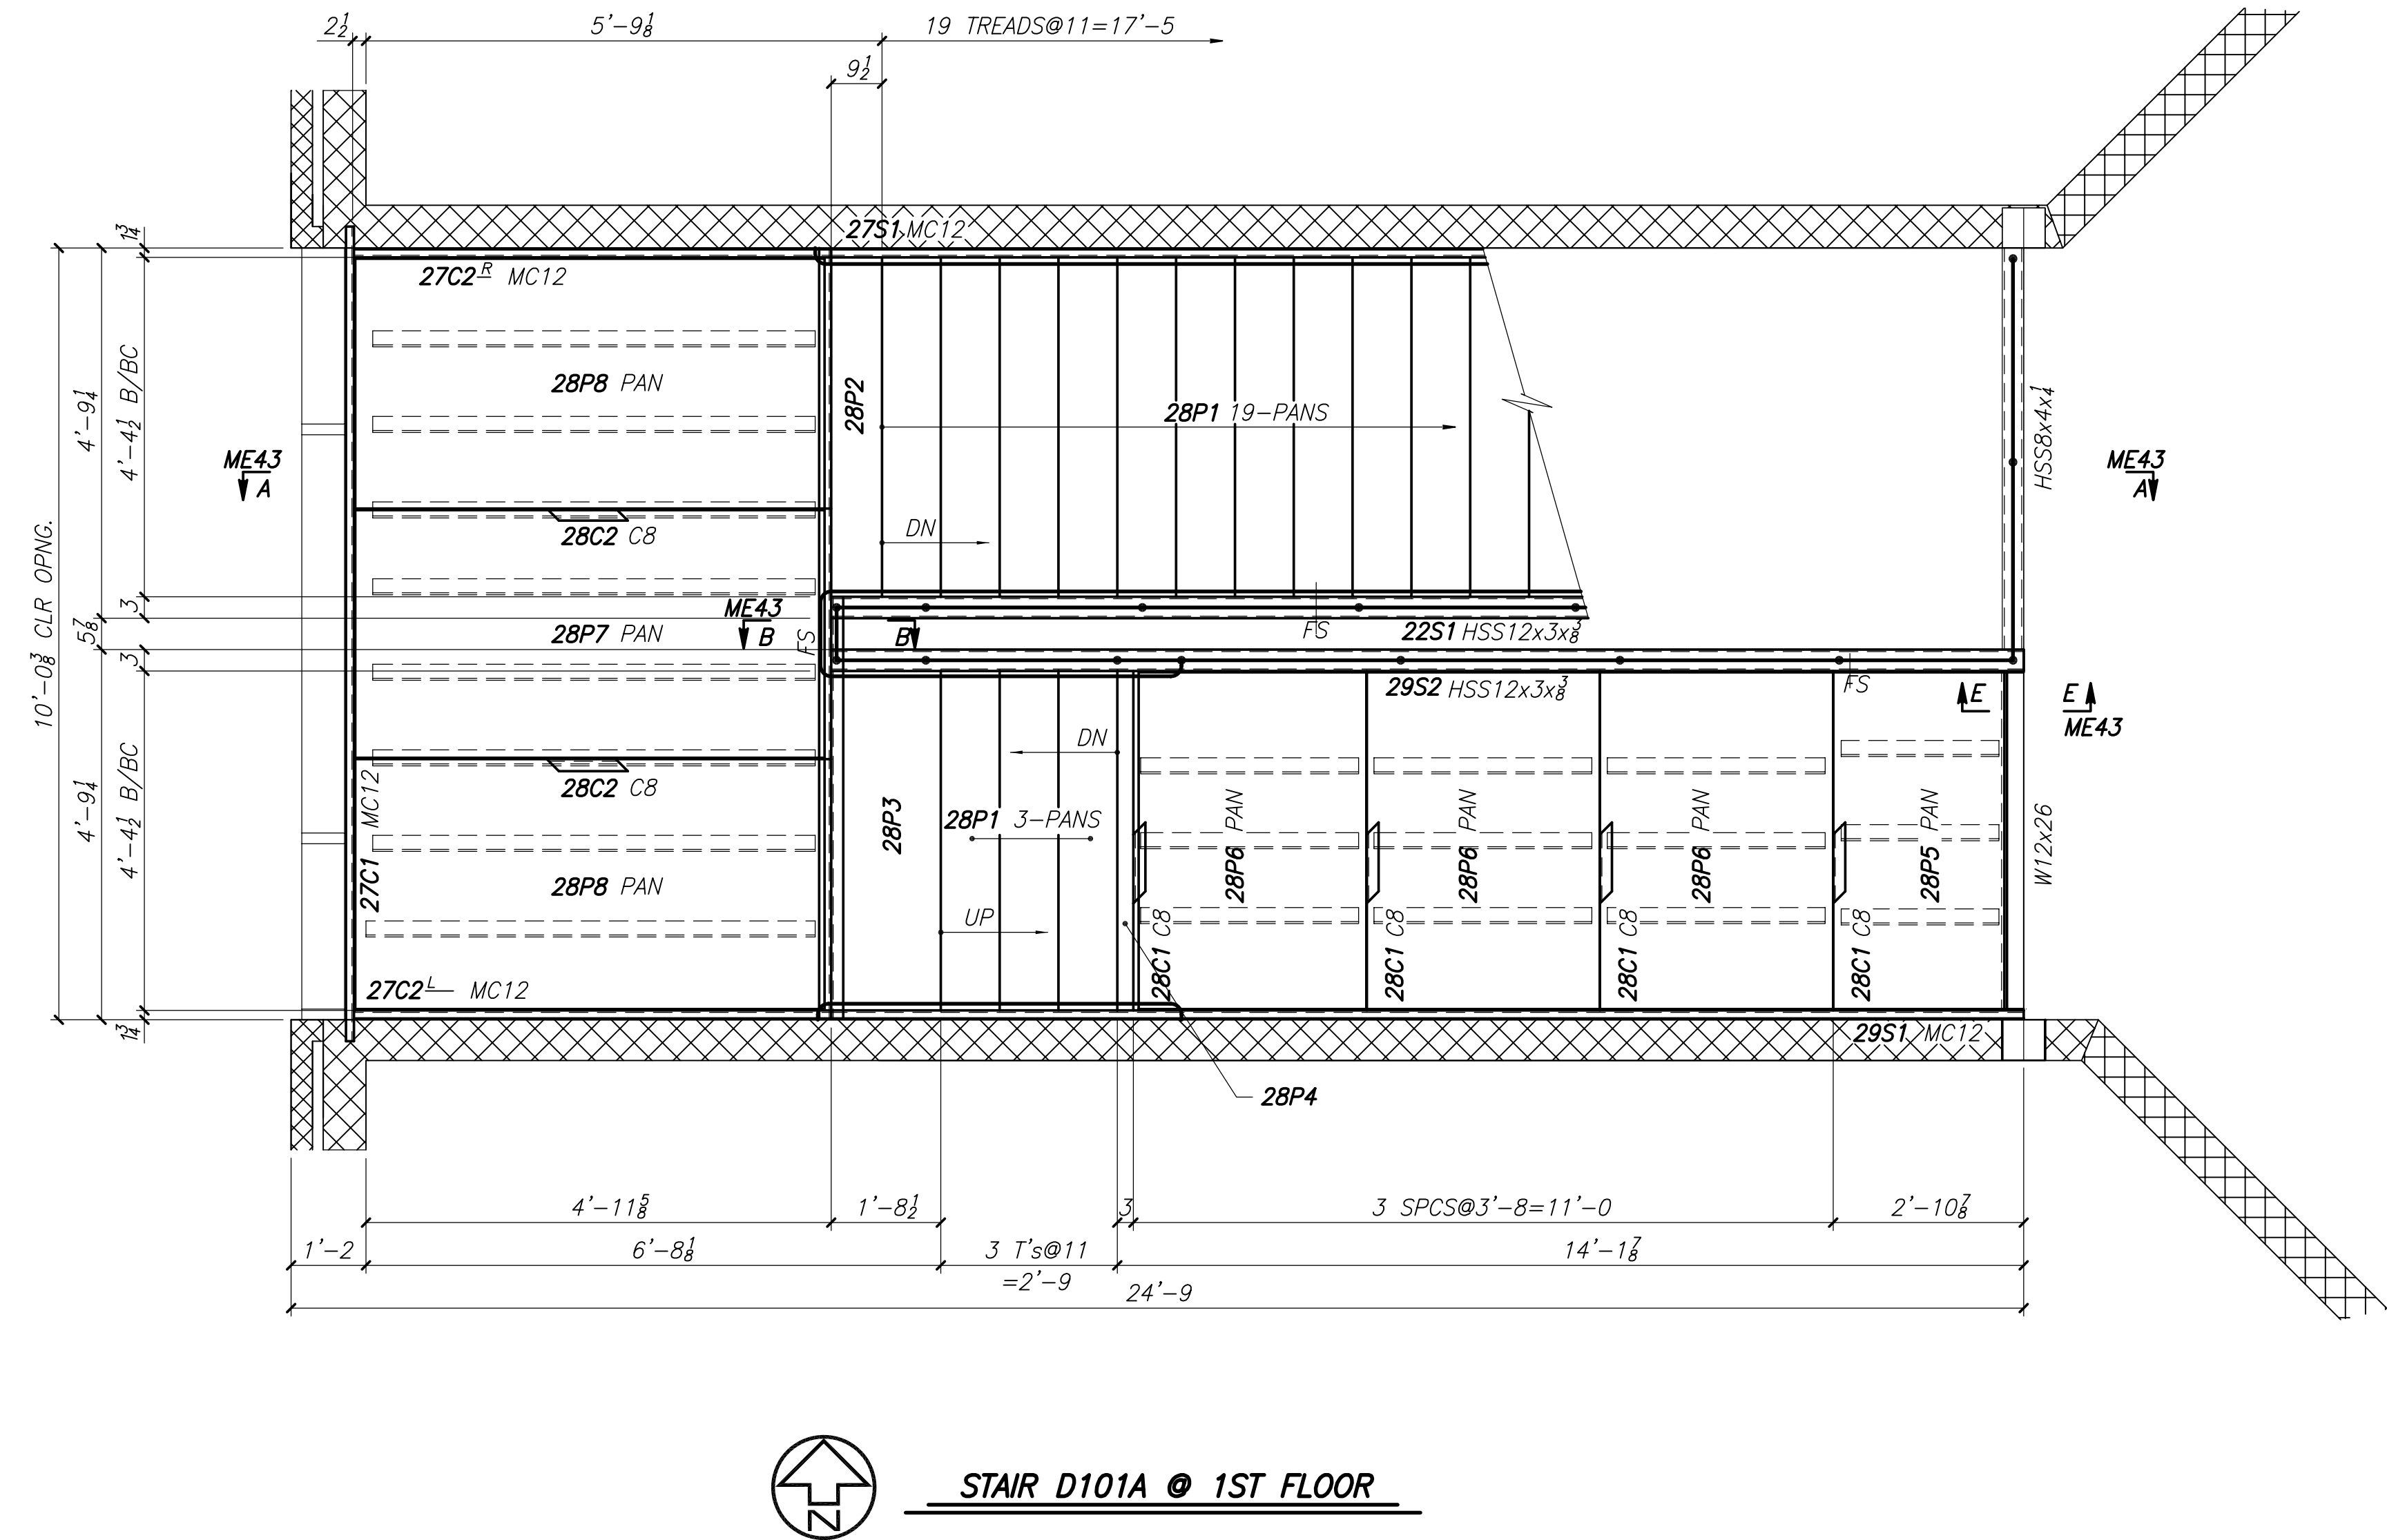 2 1/2
5'-9 1/8
19 TREADS@11=17'-5
9 1/2
27S1 MC12
1 3/4
27C2 R MC12
28P8 PAN
28P2
28P1 19-PANS
HSS8x4x1/4
4'-9 1/4
4'-4 1/2 B/BC
ME43
A
ME43
A
10'-0 3/8 CLR OPNG.
28C2 C8
DN
3
5 7/8
3
28P7 PAN
ME43
B
B
FS
FS
22S1 HSS12x3x3/8
29S2 HSS12x3x3/8
FS
E
E
ME43
DN
4'-9 1/4
4'-4 1/2 B/BC
MC12
27C1
28C2 C8
28P3
28P1 3-PANS
28P6 PAN
28P6 PAN
28P6 PAN
28P5 PAN
W12x26
28P8 PAN
UP
28C1 C8
28C1 C8
28C1 C8
28C1 C8
27C2 L MC12
1 3/4
29S1 MC12
28P4
4'-11 5/8
1'-8 1/2
3
3 SPCS@3'-8=11'-0
2'-10 7/8
1'-2
6'-8 1/8
3 T's@11
=2'-9
14'-1 7/8
24'-9
N
STAIR D101A @ 1ST FLOOR